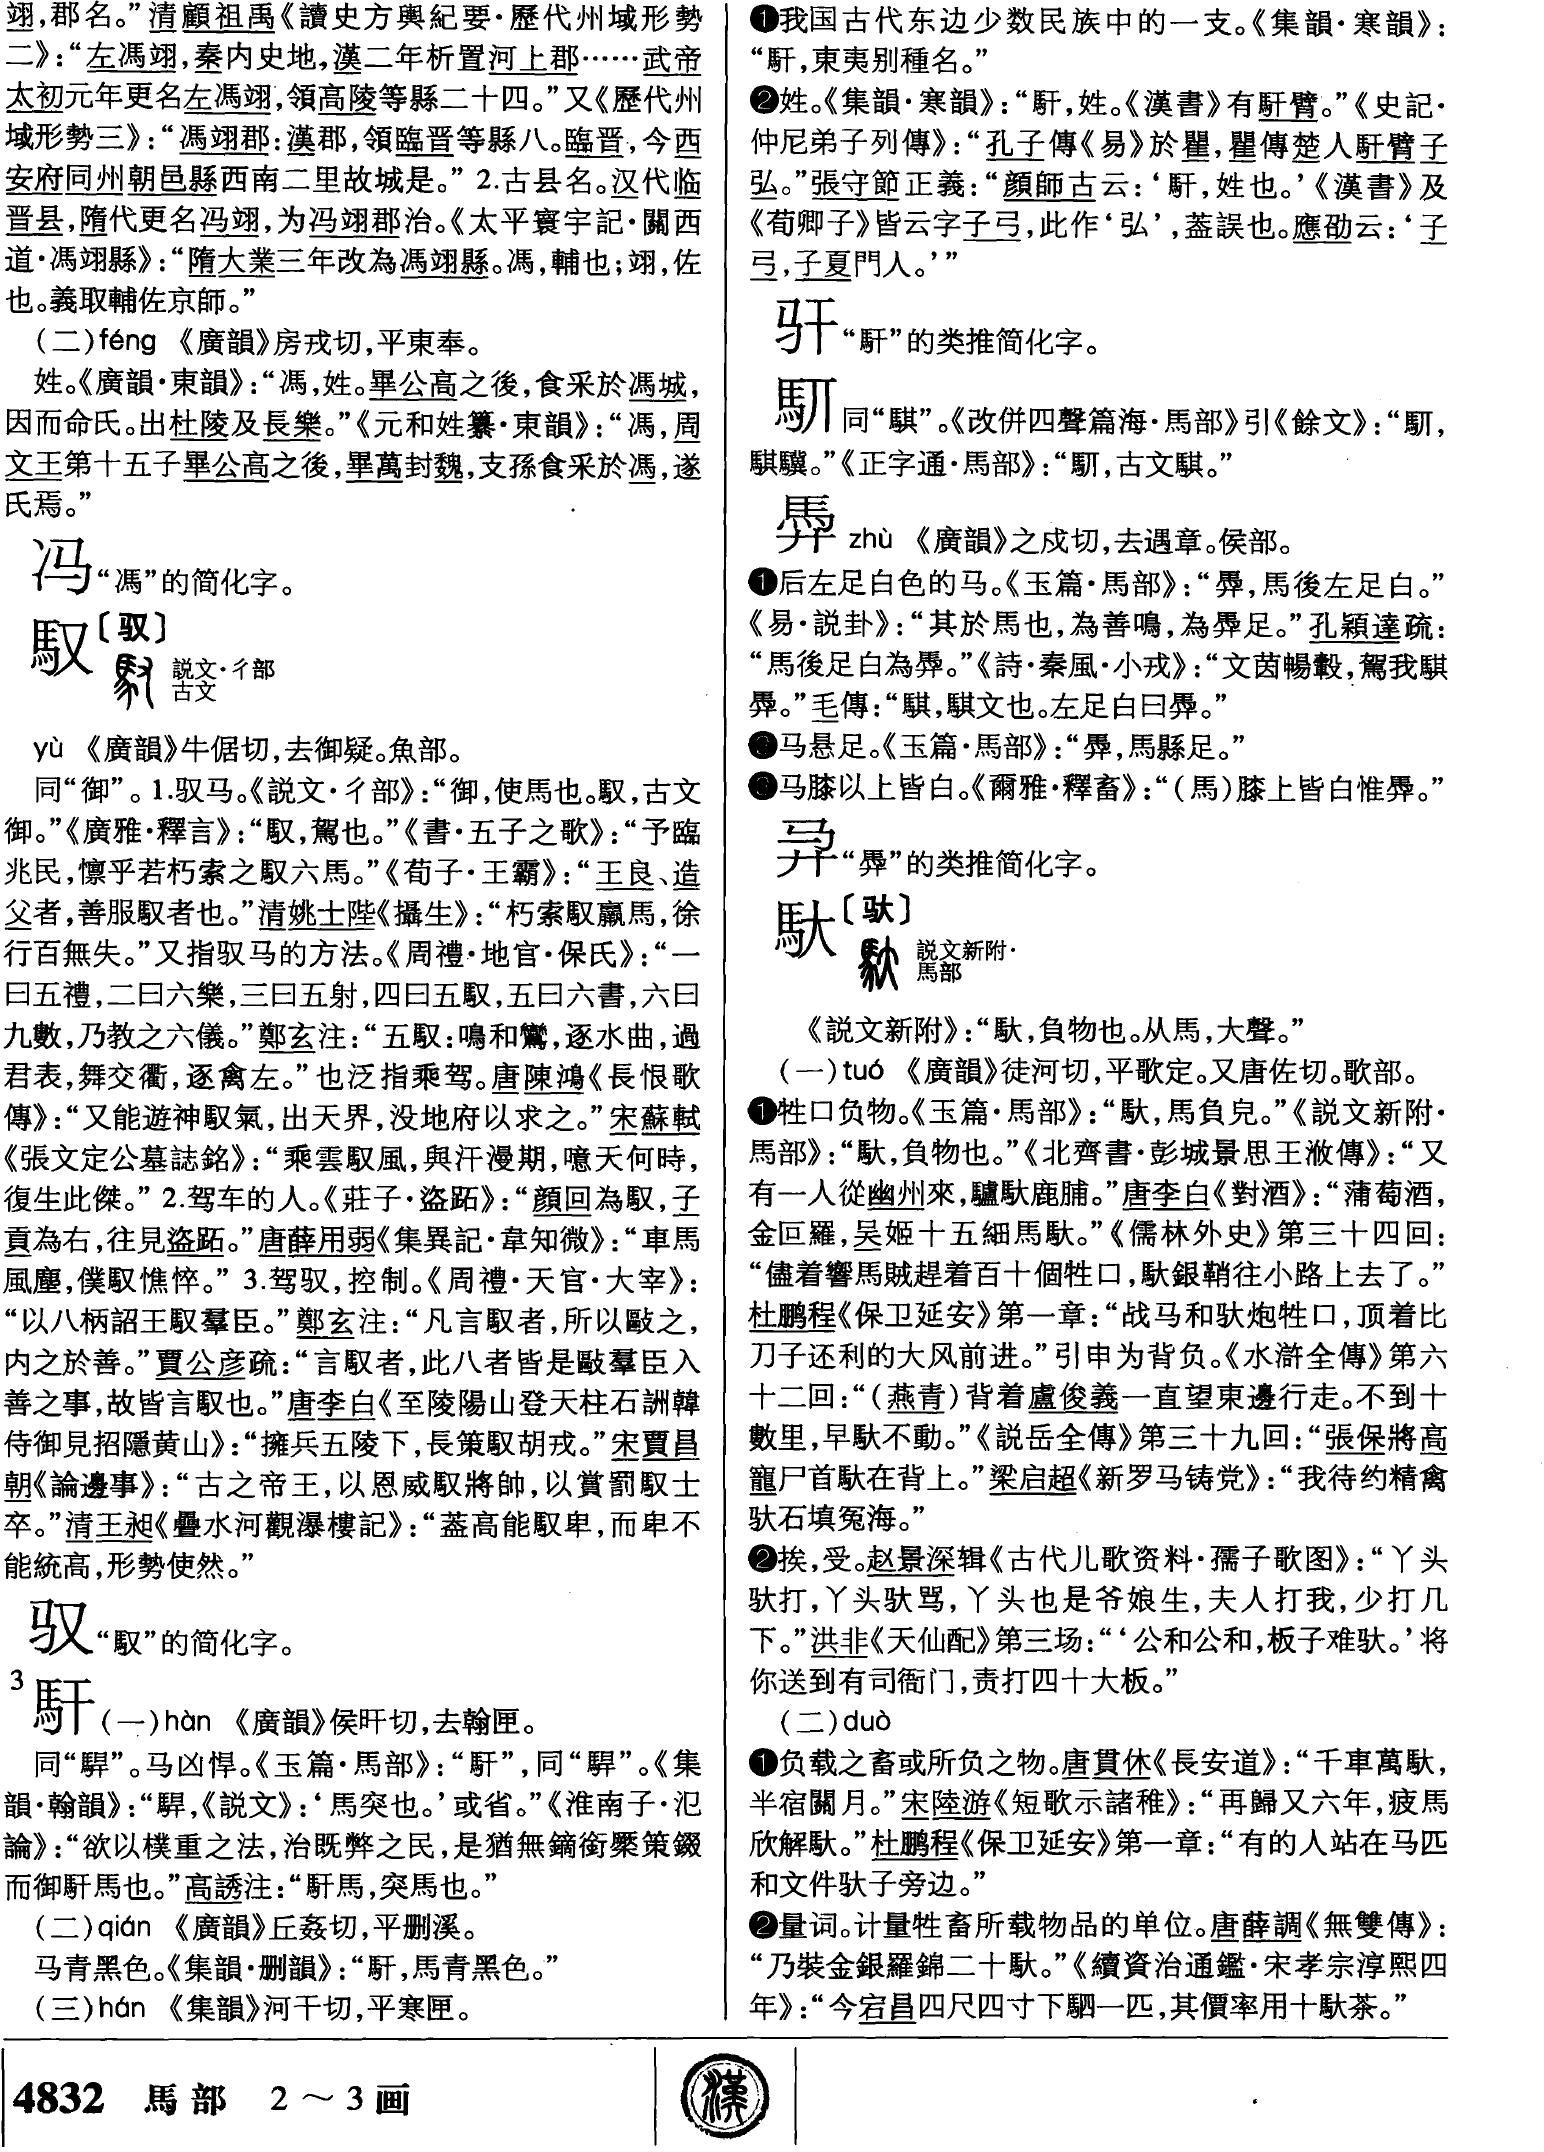 翊，郡名。”清顧祖禹《讀史方輿紀要·歷代州域形勢
二》：“左馮翊，秦内史地，漢二年析置河上郡……武帝
太初元年更名左馮翊，領高陵等縣二十四。”又《歷代州
域形勢三》：“馮翊郡：漢郡，領臨晋等縣八。臨晋，今西
安府同州朝邑縣西南二里故城是。” 2.古县名。汉代临
晋县，隋代更名冯翊，为冯翊郡治。《太平寰宇記·關西
道·馮翊縣》：“隋大業三年改為馮翊縣。馮，輔也；翊，佐
也。義取輔佐京師。”
(二)féng 《廣韻》房戎切，平東奉。
姓。《廣韻·東韻》：“馮，姓。畢公高之後，食采於馮城，
因而命氏。出杜陵及長樂。”《元和姓纂·東韻》：“馮，周
文王第十五子畢公高之後，畢萬封魏，支孫食采於馮，遂
氏焉。”
冯 “馮”的简化字。
馭〔驭〕
説文·彳部
古文
yù 《廣韻》牛倨切，去御疑。魚部。
同“御”。1.驭马。《説文·彳部》：“御，使馬也。馭，古文
御。”《廣雅·釋言》：“馭，駕也。”《書·五子之歌》：“予臨
兆民，懍乎若朽索之馭六馬。”《荀子·王霸》：“王良、造
父者，善服馭者也。”清姚士陛《攝生》：“朽索馭羸馬，徐
行百無失。”又指驭马的方法。《周禮·地官·保氏》：“一
曰五禮，二曰六樂，三曰五射，四曰五馭，五曰六書，六曰
九數，乃教之六儀。”鄭玄注：“五馭：鳴和鸞，逐水曲，過
君表，舞交衢，逐禽左。”也泛指乘驾。唐陳鴻《長恨歌
傳》：“又能遊神馭氣，出天界，没地府以求之。”宋蘇軾
《張文定公墓誌銘》：“乘雲馭風，與汗漫期，噫天何時，
復生此傑。” 2.驾车的人。《莊子·盜跖》：“顔回為馭，子
貢為右，往見盜跖。”唐薛用弱《集異記·韋知微》：“車馬
風塵，僕馭憔悴。” 3.驾驭，控制。《周禮·天官·大宰》：
“以八柄詔王馭羣臣。”鄭玄注：“凡言馭者，所以毆之，
内之於善。”賈公彦疏：“言馭者，此八者皆是毆羣臣入
善之事，故皆言馭也。”唐李白《至陵陽山登天柱石詶韓
侍御見招隱黄山》：“擁兵五陵下，長策馭胡戎。”宋賈昌
朝《論邊事》：“古之帝王，以恩威馭將帥，以賞罰馭士
卒。”清王昶《疊水河觀瀑樓記》：“蓋高能馭卑，而卑不
能統高，形勢使然。”
驭 “馭”的简化字。
3
馯 (一)hàn 《廣韻》侯旰切，去翰匣。
同“駻”。马凶悍。《玉篇·馬部》：“馯”，同“駻”。《集
韻·翰韻》：“駻，《説文》：‘馬突也。’或省。”《淮南子·氾
論》：“欲以樸重之法，治既弊之民，是猶無鏑銜橜策錣
而御馯馬也。”高誘注：“馯馬，突馬也。”
(二)qián 《廣韻》丘姦切，平删溪。
马青黑色。《集韻·删韻》：“馯，馬青黑色。”
(三)hán 《集韻》河干切，平寒匣。
❶我国古代东边少数民族中的一支。《集韻·寒韻》：
“馯，東夷别種名。”
❷姓。《集韻·寒韻》：“馯，姓。《漢書》有馯臂。”《史記·
仲尼弟子列傳》：“孔子傳《易》於瞿，瞿傳楚人馯臂子
弘。”張守節正義：“顔師古云：‘馯，姓也。’《漢書》及
《荀卿子》皆云字子弓，此作‘弘’，蓋誤也。應劭云：‘子
弓，子夏門人。’”
𫘛 “馯”的类推简化字。
𩡺 同“騏”。《改併四聲篇海·馬部》引《餘文》：“𩡺，
騏驥。”《正字通·馬部》：“𩡺，古文騏。”
馵 zhù 《廣韻》之戍切，去遇章。侯部。
❶后左足白色的马。《玉篇·馬部》：“馵，馬後左足白。”
《易·説卦》：“其於馬也，為善鳴，為馵足。”孔穎達疏：
“馬後足白為馵。”《詩·秦風·小戎》：“文茵暢轂，駕我騏
馵。”毛傳：“騏，騏文也。左足白曰馵。”
❷马悬足。《玉篇·馬部》：“馵，馬縣足。”
❸马膝以上皆白。《爾雅·釋畜》：“(馬)膝上皆白惟馵。”
𬳵 “馵”的类推简化字。
馱〔驮〕
説文新附·
馬部
《説文新附》：“馱，負物也。从馬，大聲。”
(一)tuó 《廣韻》徒河切，平歌定。又唐佐切。歌部。
❶牲口负物。《玉篇·馬部》：“馱，馬負皃。”《説文新附·
馬部》：“馱，負物也。”《北齊書·彭城景思王浟傳》：“又
有一人從幽州來，驢馱鹿脯。”唐李白《對酒》：“蒲萄酒，
金叵羅，吴姬十五細馬馱。”《儒林外史》第三十四回：
“儘着響馬賊趕着百十個牲口，馱銀鞘往小路上去了。”
杜鹏程《保卫延安》第一章：“战马和驮炮牲口，顶着比
刀子还利的大风前进。”引申为背负。《水滸全傳》第六
十二回：“(燕青)背着盧俊義一直望東邊行走。不到十
數里，早馱不動。”《説岳全傳》第三十九回：“張保將高
寵尸首馱在背上。”梁启超《新罗马铸党》：“我待约精禽
驮石填冤海。”
❷挨，受。赵景深辑《古代儿歌资料·孺子歌图》：“丫头
驮打，丫头驮骂，丫头也是爷娘生，夫人打我，少打几
下。”洪非《天仙配》第三场：“‘公和公和，板子难驮。’将
你送到有司衙门，责打四十大板。”
(二)duò
❶负载之畜或所负之物。唐貫休《長安道》：“千車萬馱，
半宿關月。”宋陸游《短歌示諸稚》：“再歸又六年，疲馬
欣解馱。”杜鹏程《保卫延安》第一章：“有的人站在马匹
和文件驮子旁边。”
❷量词。计量牲畜所载物品的单位。唐薛調《無雙傳》：
“乃裝金銀羅錦二十馱。”《續資治通鑑·宋孝宗淳熙四
年》：“今宕昌四尺四寸下駟一匹，其價率用十馱茶。”
4832 馬部 2～3画
漢